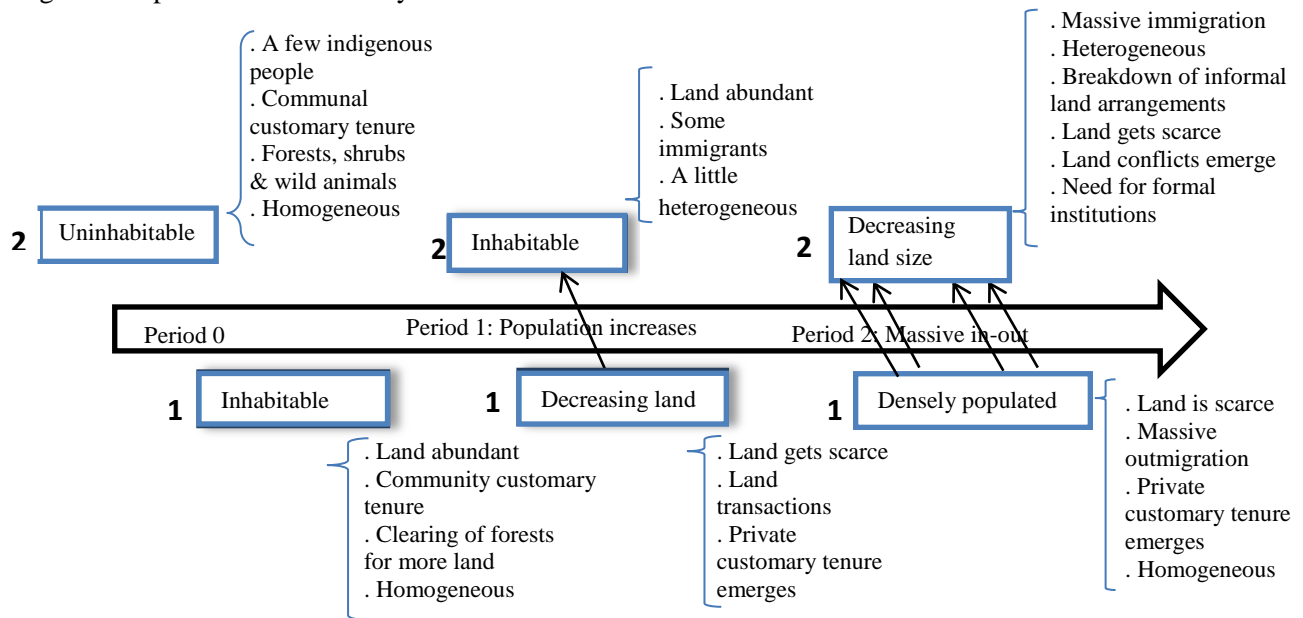 . A few indigenous
people
. Communal
customary tenure
. Forests, shrubs
& wild animals
. Homogeneous
. Land abundant
. Some
immigrants
. A little
heterogeneous
. Massive immigration
. Heterogeneous
. Breakdown of informal
land arrangements
. Land gets scarce
. Land conflicts emerge
. Need for formal
institutions
2
Uninhabitable
2
Inhabitable
2
Decreasing
land size
Period 0
Period 1: Population increases
Period 2: Massive in-out
1
Inhabitable
1
Decreasing land
1
Densely populated
. Land abundant
. Community customary
tenure
. Clearing of forests
for more land
. Homogeneous
. Land gets scarce
. Land
transactions
. Private
customary tenure
emerges
. Land is scarce
. Massive
outmigration
. Private
customary tenure
emerges
. Homogeneous